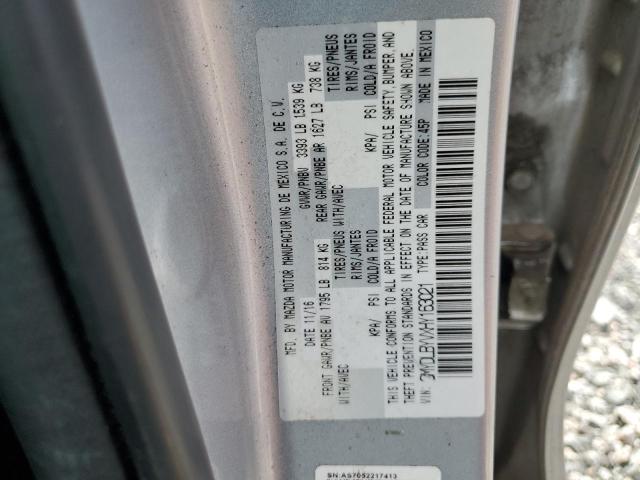 MFD. BY MAZDA MOTOR MANUFACTURING DE MEXICO S.A. DE C.V.
DATE 11/16 GVWR/PNBV 3393 LB 1539 KG
FRONT GAWR/PNBE AV 1795 LB 814 KG REAR GAWR/PNBE AR 1627 LB 738 KG
WITH/AVEC TIRES/PNEUS WITH/AVEC TIRES/PNEUS
RIMS/JANTES RIMS/JANTES
KPA/ PSI COLD/A FROID KPA/ PSI COLD/A FROID
THIS VEHICLE CONFORMS TO ALL APPLICABLE FEDERAL MOTOR VEHICLE SAFETY, BUMPER, AND
THEFT PREVENTION STANDARDS IN EFFECT ON THE DATE OF MANUFACTURE SHOWN ABOVE.
VIN: 3MYDLBYVXHY163021 TYPE:PASS CAR COLOR CODE: 45P MADE IN MEXICO
SN:AS7052217413